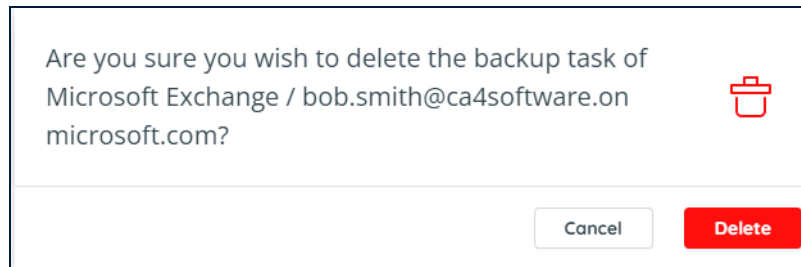 Are you sure you wish to delete the backup task of
Microsoft Exchange / bob.smith@ca4software.on
microsoft.com?
Cancel
Delete